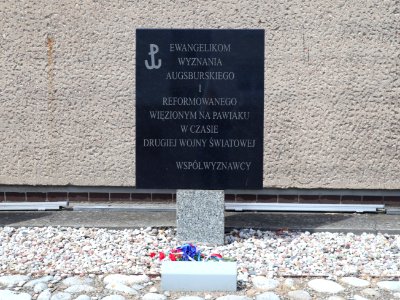 EWANGELIKOM
WYZNANIA
AUGSBURSKIEGO
I
REFORMOWANEGO
WIĘZIONYM NA PAWIAKU
W CZASIE
DRUGIEJ WOJNY ŚWIATOWEJ
WSPÓŁWYZNAWCY